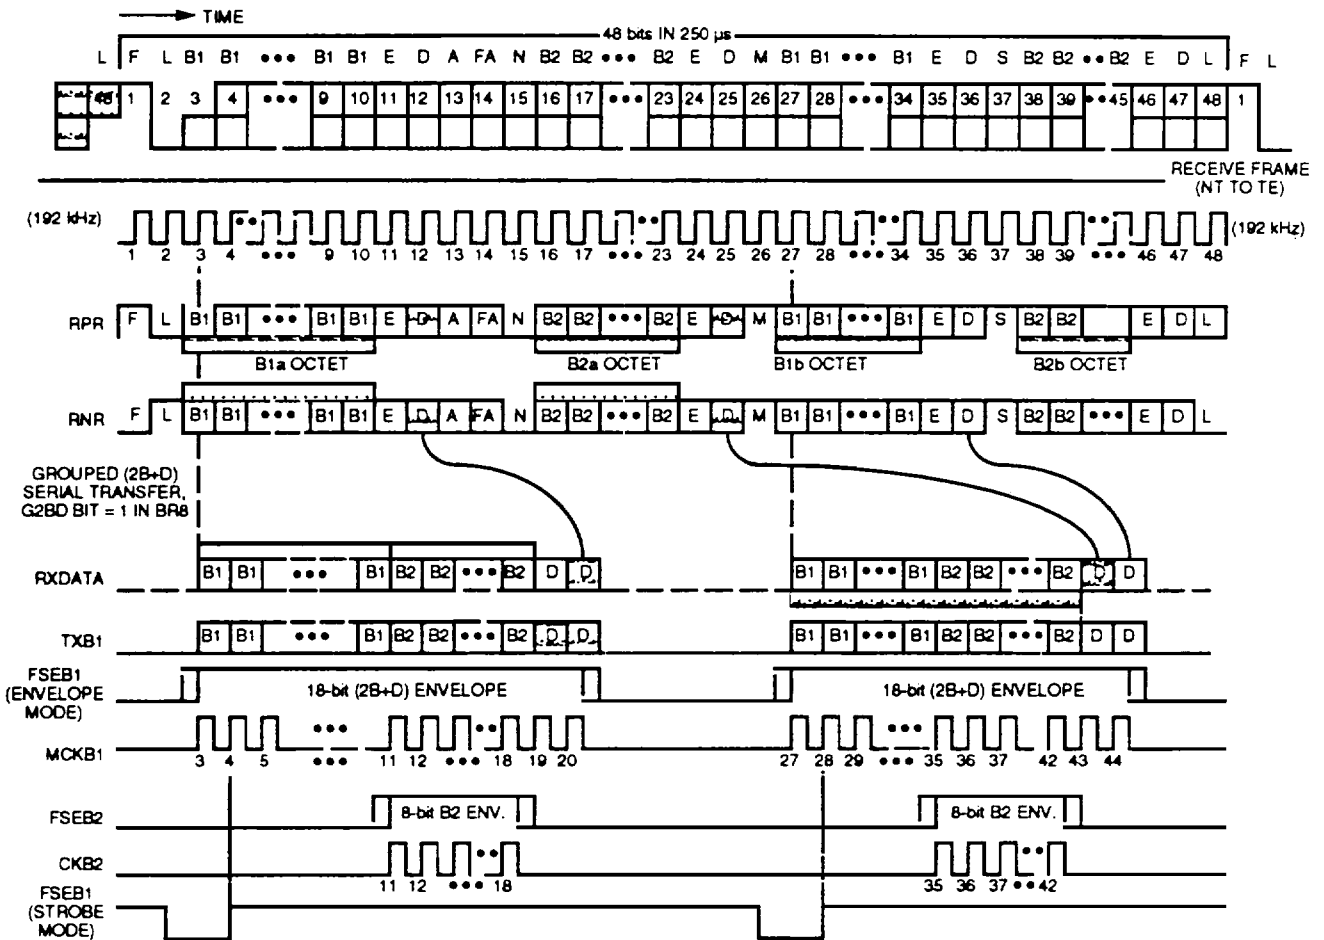 TIME
48 bits IN 250 µs
L F L B1 B1 ••• B1 B1 E D A FA N B2 B2 ••• B2 E D M B1 B1 ••• B1 E D S B2 B2 •• B2 E D L F L
48 1 2 3 4 ••• 9 10 11 12 13 14 15 16 17 ••• 23 24 25 26 27 28 ••• 34 35 36 37 38 39 •• 45 46 47 48 1
RECEIVE FRAME
(NT TO TE)
(192 kHz) •• •• •• •• (192 kHz)
1 2 3 4 ••• 9 10 11 12 13 14 15 16 17 ••• 23 24 25 26 27 28 ••• 34 35 36 37 38 39 ••• 46 47 48
RPR F L B1 B1 ••• B1 B1 E D A FA N B2 B2 ••• B2 E D M B1 B1 ••• B1 E D S B2 B2 E D L
B1a OCTET B2a OCTET B1b OCTET B2b OCTET
RNR F L B1 B1 ••• B1 B1 E D A FA N B2 B2 ••• B2 E D M B1 B1 ••• B1 E D S B2 B2 ••• E D L
GROUPED (2B+D)
SERIAL TRANSFER,
G2BD BIT = 1 IN BR8
RXDATA B1 B1 ••• B1 B2 B2 ••• B2 D D B1 B1 ••• B1 B2 B2 ••• B2 D D
TXB1 B1 B1 ••• B1 B2 B2 ••• B2 D D B1 B1 ••• B1 B2 B2 ••• B2 D D
FSEB1
(ENVELOPE
MODE)
18-bit (2B+D) ENVELOPE 18-bit (2B+D) ENVELOPE
MCKB1 ••• •• •••
3 4 5 ••• 11 12 ••• 18 19 20 27 28 29 ••• 35 36 37 42 43 44
FSEB2 8-bit B2 ENV. 8-bit B2 ENV.
CKB2 •• ••
11 12 ••• 18 35 36 37 •• 42
FSEB1
(STROBE
MODE)